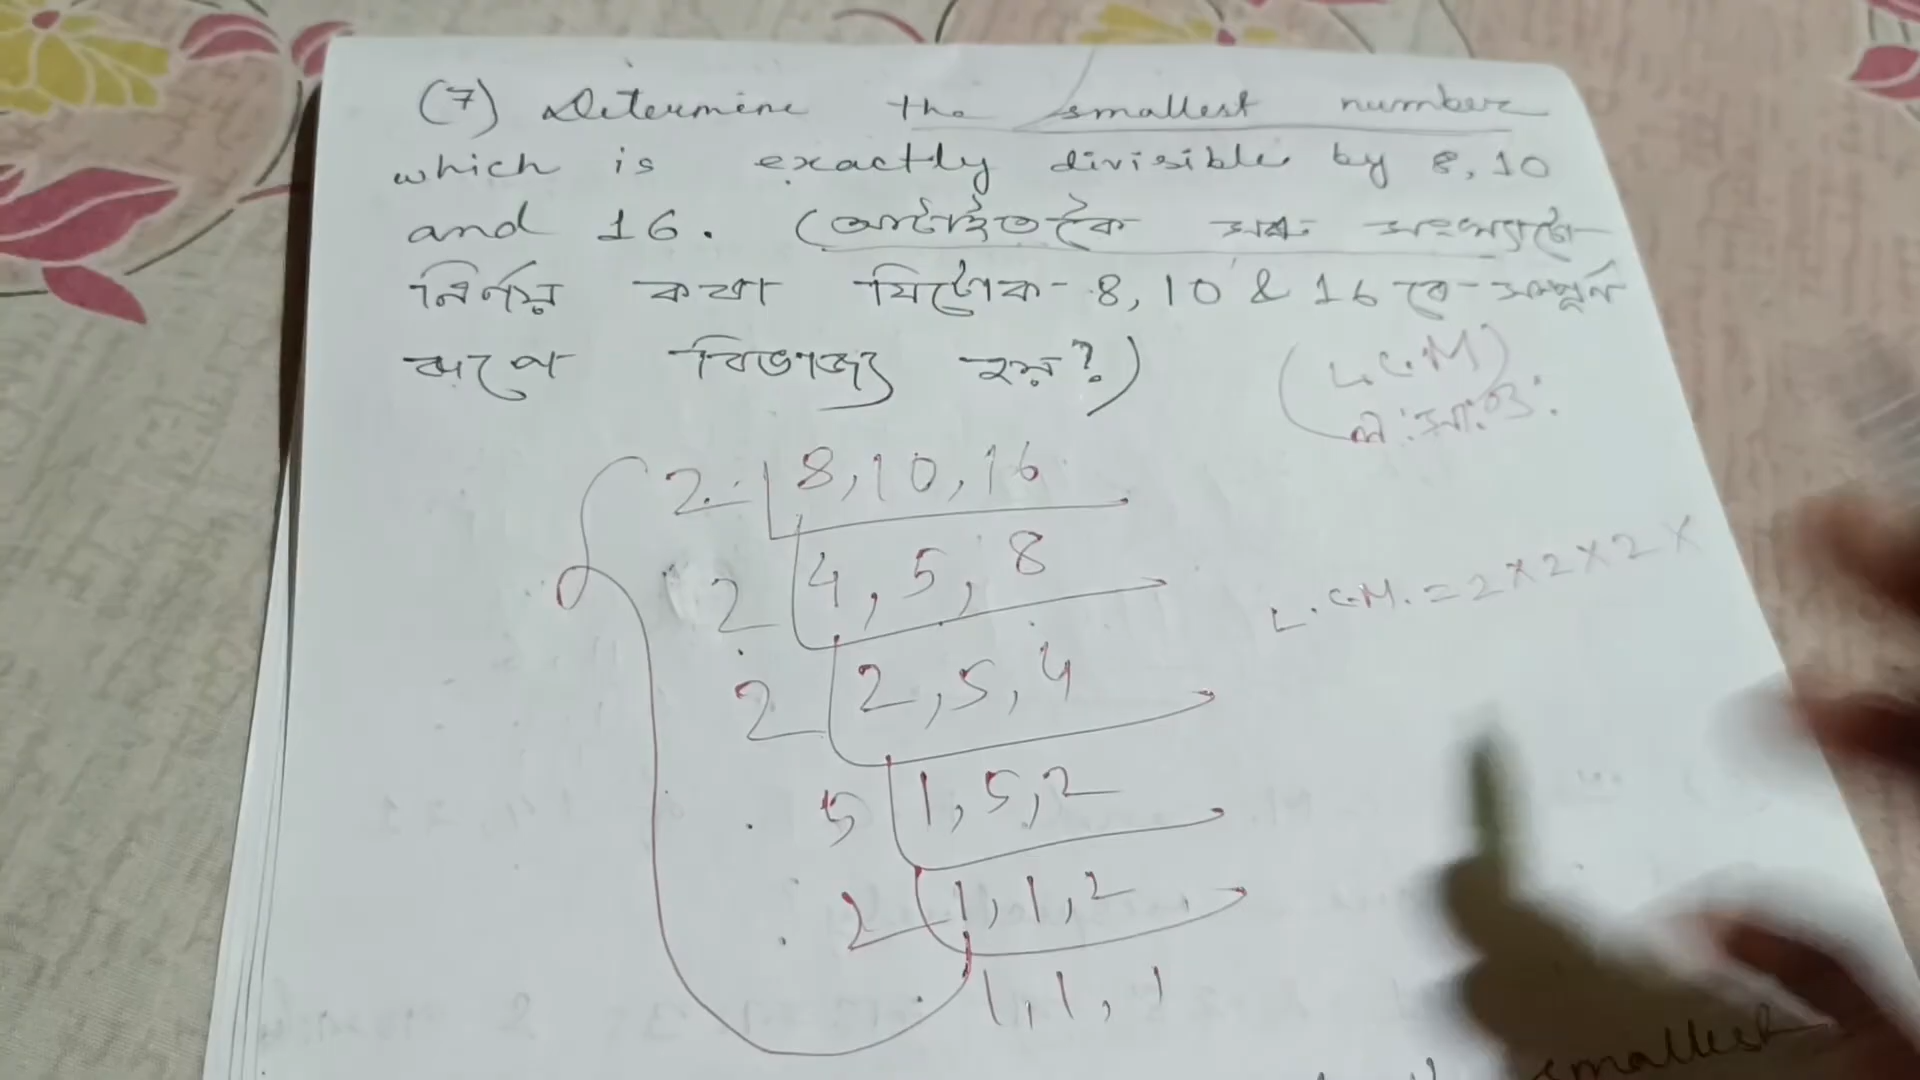 (7) Determine the smallest number
which is exactly divisible by 8, 10
and 16. (আটাইতকৈ সৰু সংখ্যাটো
নিৰ্ণয় কৰা যিটোক 8, 10 & 16 ৰে সম্পূৰ্ণ
ৰূপে বিভাজ্য হয়?)
(L.C.M)
ল.সা.গু.
2 8, 10, 16
2 4, 5, 8
2 2, 5, 4
5 1, 5, 2
2 1, 1, 2
1, 1, 1
L.C.M. = 2 × 2 × 2 ×
smallest